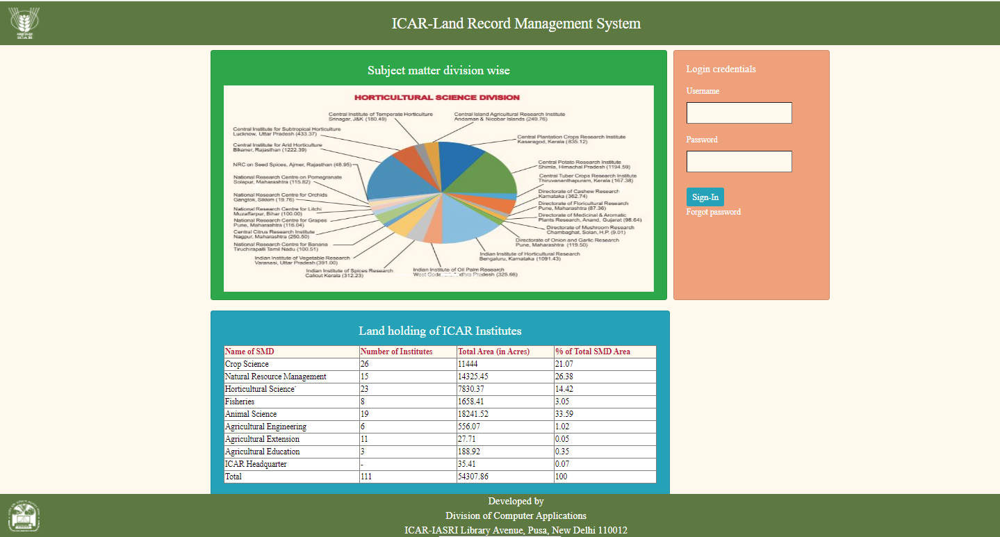 ICAR-Land Record Management System
Subject matter division wise
HORTICULTURAL SCIENCE DIVISION
Central Institute of Temperate Horticulture
Srinagar, J&K (180.49)
Central Island Agricultural Research Institute
Andaman & Nicobar Islands (249.76)
Central Institute for Subtropical Horticulture
Lucknow, Uttar Pradesh (433.37)
Central Plantation Crops Research Institute
Kasaragod, Kerala (835.12)
Central Institute for Arid Horticulture
Bikaner, Rajasthan (1222.39)
NRC on Seed Spices, Ajmer, Rajasthan (48.95)
Central Potato Research Institute
Shimla, Himachal Pradesh (1194.59)
National Research Centre on Pomegranate
Solapur, Maharashtra (115.82)
Central Tuber Crops Research Institute
Thiruvananthapuram, Kerala (167.38)
National Research Centre for Orchids
Gangtok, Sikkim (19.76)
Directorate of Cashew Research
Karnataka (362.74)
National Research Centre for Litchi
Muzaffarpur, Bihar (100.00)
Directorate of Floricultural Research
Pune, Maharashtra (87.36)
National Research Centre for Grapes
Pune, Maharashtra (116.04)
Directorate of Medicinal & Aromatic
Plants Research, Anand, Gujarat (98.64)
Central Citrus Research Institute
Nagpur, Maharashtra (250.50)
Directorate of Mushroom Research
Chambaghat, Solan, H.P. (9.01)
National Research Centre for Banana
Tiruchirapalli Tamil Nadu (100.51)
Directorate of Onion and Garlic Research
Pune, Maharashtra (119.50)
Indian Institute of Vegetable Research
Varanasi, Uttar Pradesh (391.00)
Indian Institute of Horticultural Research
Bengaluru, Karnataka (1091.43)
Indian Institute of Spices Research
Calicut Kerala (312.23)
Indian Institute of Oil Palm Research
West Goda Andhra Pradesh (325.66)
Login credentials
Username
Password
Sign-In
Forgot password
Land holding of ICAR Institutes
Name of SMD Number of Institutes Total Area (in Acres) % of Total SMD Area
Crop Science 26 11444 21.07
Natural Resource Management 15 14325.45 26.38
Horticultural Science` 23 7830.37 14.42
Fisheries 8 1658.41 3.05
Animal Science 19 18241.52 33.59
Agricultural Engineering 6 556.07 1.02
Agricultural Extension 11 27.71 0.05
Agricultural Education 3 188.92 0.35
ICAR Headquarter - 35.41 0.07
Total 111 54307.86 100
Developed by
Division of Computer Applications
ICAR-IASRI Library Avenue, Pusa, New Delhi 110012